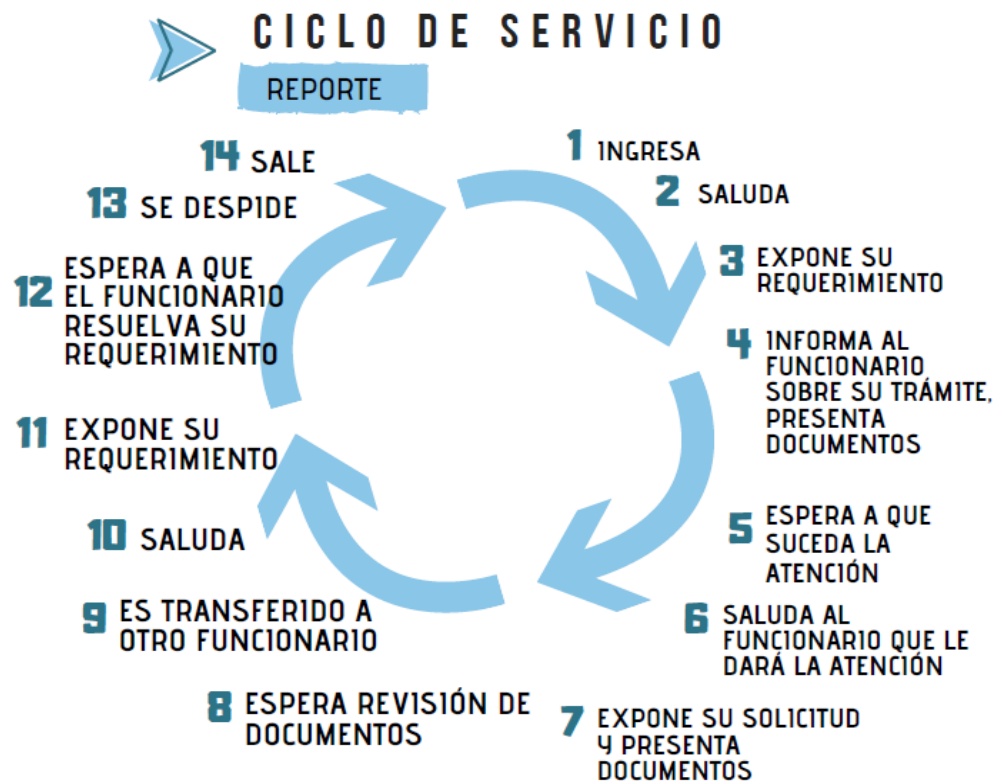 CICLO DE SERVICIO
REPORTE
1 INGRESA
2 SALUDA
3 EXPONE SU
REQUERIMIENTO
4 INFORMA AL
FUNCIONARIO
SOBRE SU TRÁMITE,
PRESENTA
DOCUMENTOS
5 ESPERA A QUE
SUCEDA LA
ATENCIÓN
6 SALUDA AL
FUNCIONARIO QUE LE
DARÁ LA ATENCIÓN
7 EXPONE SU SOLICITUD
Y PRESENTA
DOCUMENTOS
8 ESPERA REVISIÓN DE
DOCUMENTOS
9 ES TRANSFERIDO A
OTRO FUNCIONARIO
10 SALUDA
11 EXPONE SU
REQUERIMIENTO
12 ESPERA A QUE
EL FUNCIONARIO
RESUELVA SU
REQUERIMIENTO
13 SE DESPIDE
14 SALE